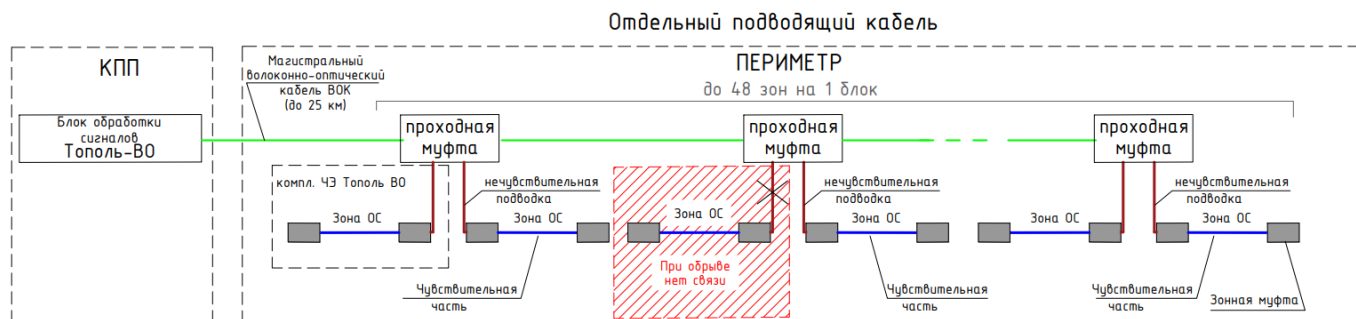 Отдельный подводящий кабель
КПП
Магистральный
волоконно-оптический
кабель ВОК
(до 25 км)
ПЕРИМЕТР
до 48 зон на 1 блок
Блок обработки
сигналов
Тополь-ВО
проходная
муфта
проходная
муфта
проходная
муфта
компл. ЧЭ Тополь ВО
нечувствительная
подводка
нечувствительная
подводка
нечувствительная
подводка
Зона ОС
Зона ОС
Зона ОС
Зона ОС
Зона ОС
Зона ОС
При обрыве
нет связи
Чувствительная
часть
Чувствительная
часть
Чувствительная
часть
Зонная муфта